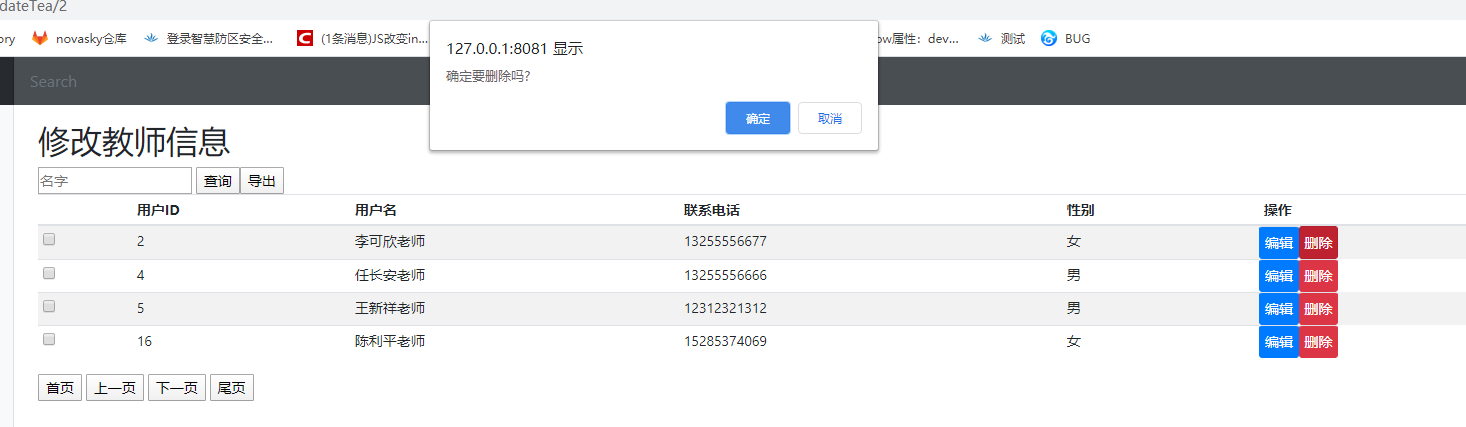 dateTea/2
ory novasky仓库 登录智慧防区安全... (1条消息)JS改变in... ow属性：dev... 测试 BUG
127.0.0.1:8081 显示
确定要删除吗？
确定 取消
Search
修改教师信息
名字 查询 导出
用户ID 用户名 联系电话 性别 操作
2 李可欣老师 13255556677 女 编辑 删除
4 任长安老师 13255556666 男 编辑 删除
5 王新祥老师 12312321312 男 编辑 删除
16 陈利平老师 15285374069 女 编辑 删除
首页 上一页 下一页 尾页